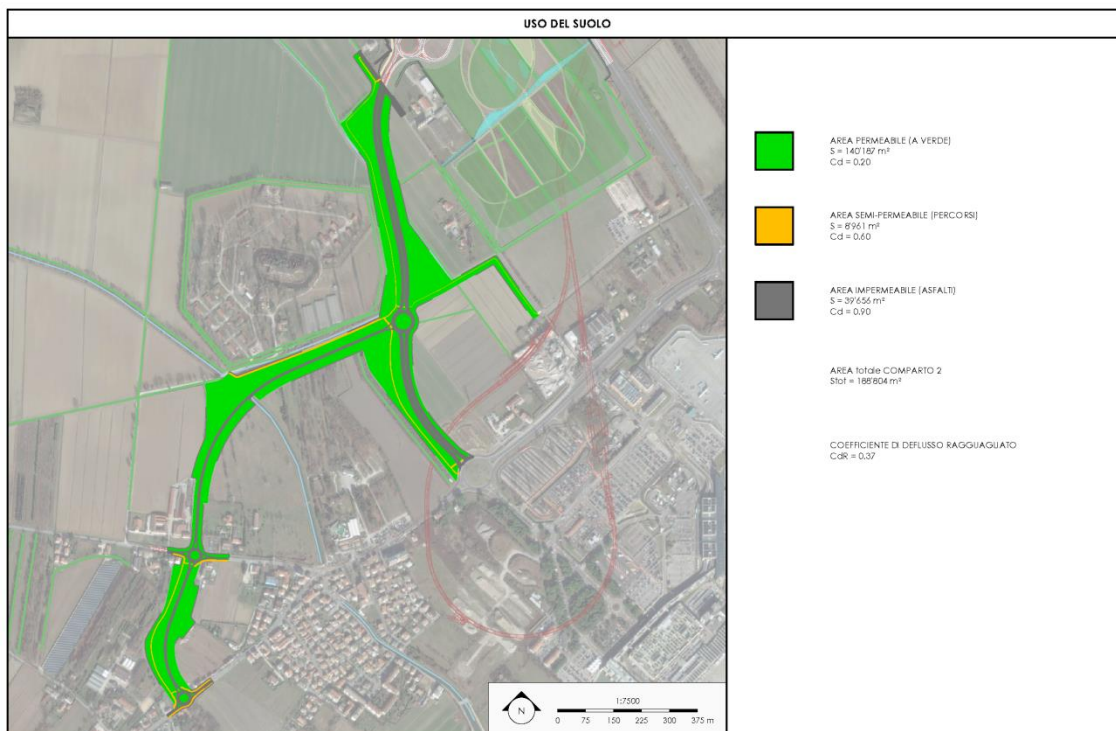 USO DEL SUOLO
AREA PERMEABILE (A VERDE)
S = 140'187 m²
Cd = 0.20
AREA SEMI-PERMEABILE (PERCORSI)
S = 8'961 m²
Cd = 0.60
AREA IMPERMEABILE (ASFALTI)
S = 39'656 m²
Cd = 0.90
AREA totale COMPARTO 2
Stot = 188'804 m²
COEFFICIENTE DI DEFLUSSO RAGGUAGLIATO
CdR = 0.37
N
1:7500
0 75 150 225 300 375 m